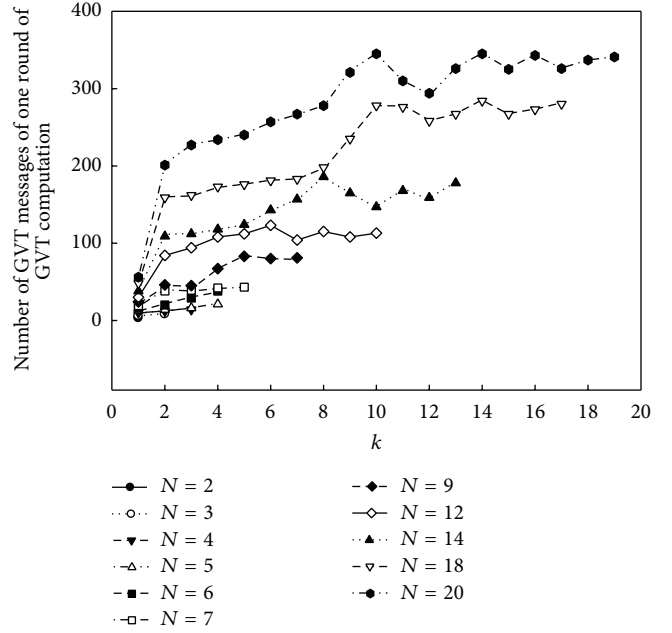 Number of GVT messages of one round of
GVT computation
400
300
200
100
0
0 2 4 6 8 10 12 14 16 18 20
k
N = 2
N = 3
N = 4
N = 5
N = 6
N = 7
N = 9
N = 12
N = 14
N = 18
N = 20